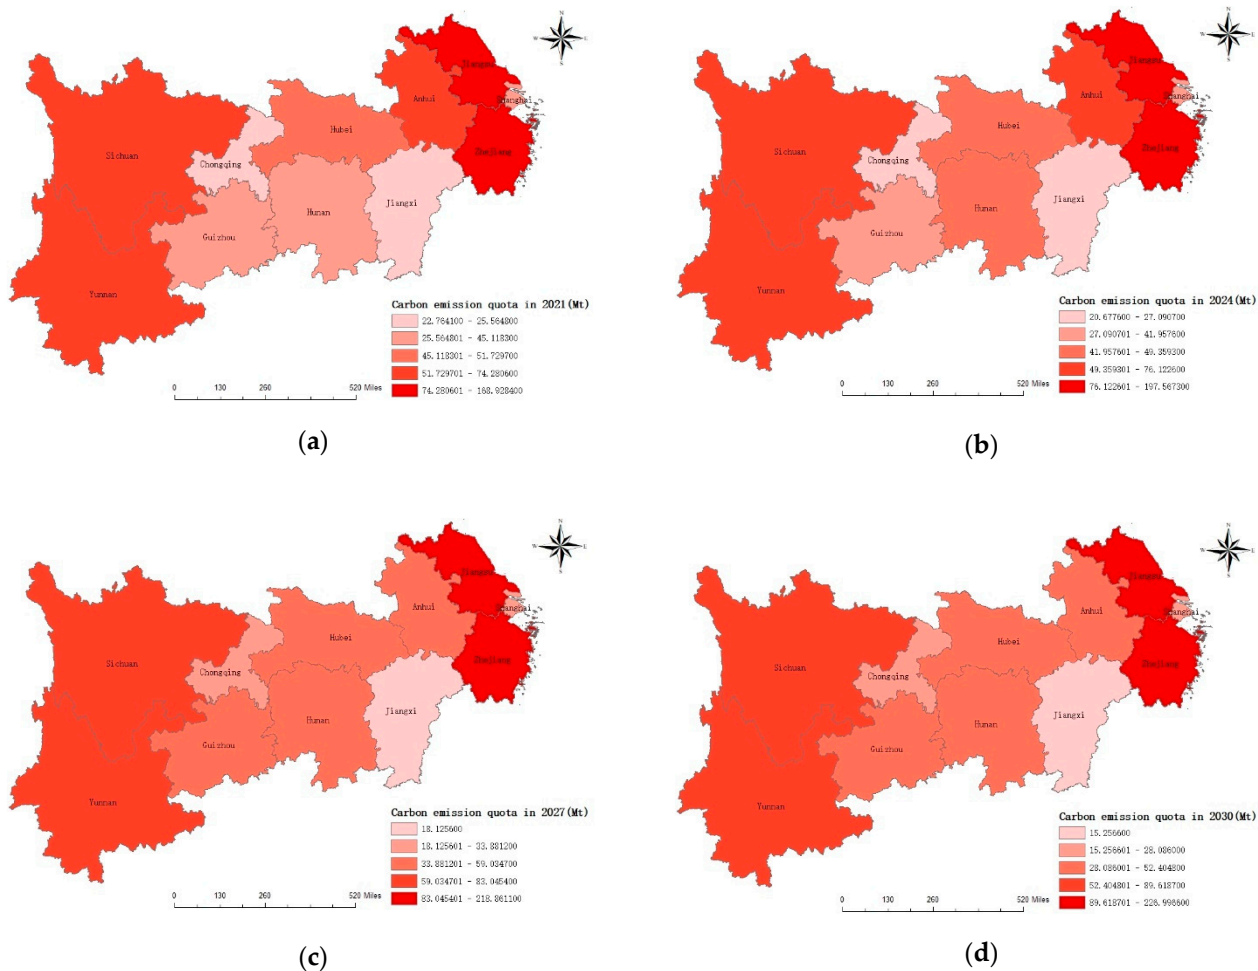 N
W
E
S
Jiangsu
Shanghai
Anhui
Hubei
Sichuan
Chongqing
Zhejiang
Jiangxi
Hunan
Guizhou
Yunnan
Carbon emission quota in 2021(Mt)
22.764100 - 25.564800
25.564801 - 45.118300
45.118301 - 51.729700
51.729701 - 74.280600
74.280601 - 168.928400
0 130 260 520 Miles
(a)
N
W
E
S
Jiangsu
Shanghai
Anhui
Hubei
Sichuan
Chongqing
Zhejiang
Jiangxi
Hunan
Guizhou
Yunnan
Carbon emission quota in 2024(Mt)
20.677600 - 27.090700
27.090701 - 41.957600
41.957601 - 49.359300
49.359301 - 76.122600
76.122601 - 197.567300
0 130 260 520 Miles
(b)
N
W
E
S
Jiangsu
Shanghai
Anhui
Hubei
Sichuan
Chongqing
Zhejiang
Jiangxi
Hunan
Guizhou
Yunnan
Carbon emission quota in 2027(Mt)
18.125600
18.125601 - 33.881200
33.881201 - 59.034700
59.034701 - 83.045400
83.045401 - 218.861100
0 130 260 520 Miles
(c)
N
W
E
S
Jiangsu
Shanghai
Anhui
Hubei
Sichuan
Chongqing
Zhejiang
Jiangxi
Hunan
Guizhou
Yunnan
Carbon emission quota in 2030(Mt)
15.256600
15.256601 - 28.086000
28.086001 - 52.404800
52.404801 - 89.618700
89.618701 - 226.996600
0 130 260 520 Miles
(d)